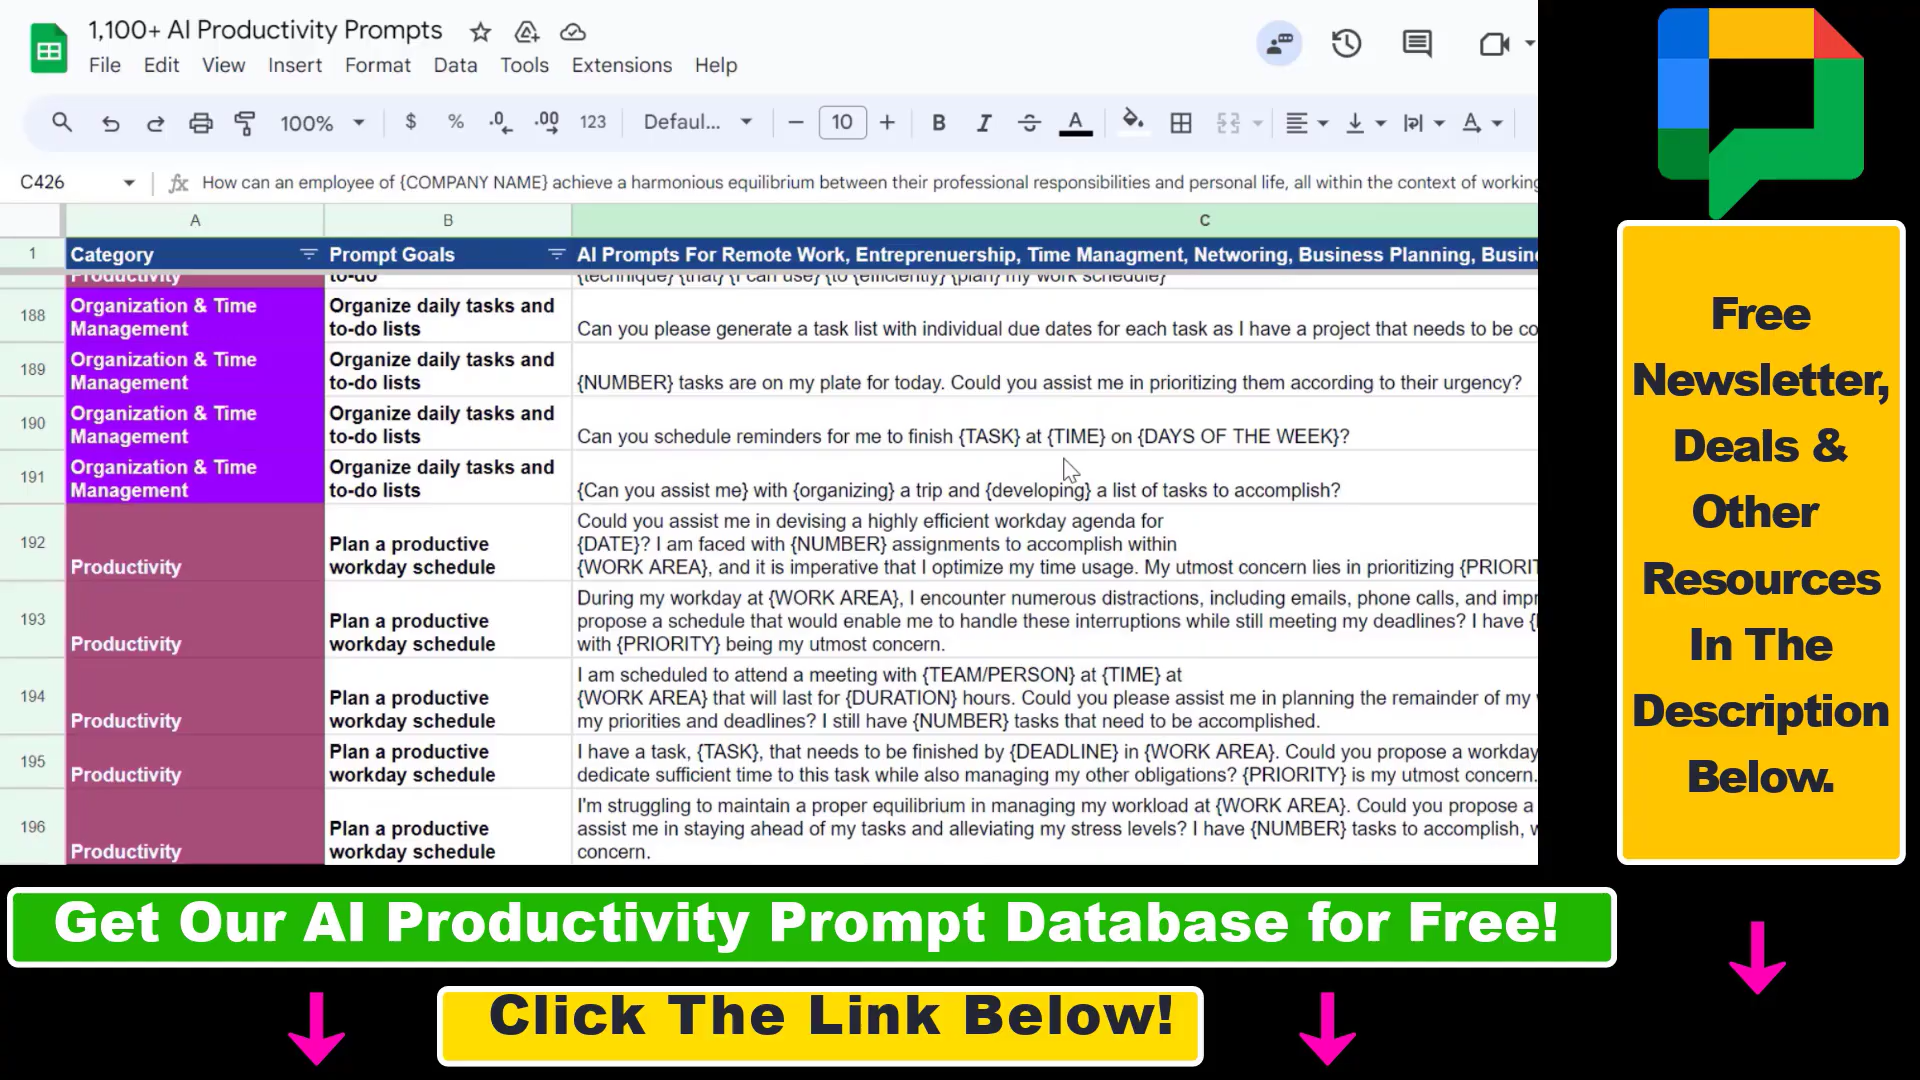 1,100+ AI Productivity Prompts
File Edit View Insert Format Data Tools Extensions Help
100% $ % .0 .00 123 Defaul... 10 B I A
C426 fx How can an employee of {COMPANY NAME} achieve a harmonious equilibrium between their professional responsibilities and personal life, all within the context of working
A B C
1 Category Prompt Goals AI Prompts For Remote Work, Entreprenuership, Time Managment, Networing, Business Planning, Busine
Productivity to-do {technique} {that} {I can use} {to {efficiently} {plan} my work schedule}
188 Organization & Time Management Organize daily tasks and to-do lists Can you please generate a task list with individual due dates for each task as I have a project that needs to be co
189 Organization & Time Management Organize daily tasks and to-do lists {NUMBER} tasks are on my plate for today. Could you assist me in prioritizing them according to their urgency?
190 Organization & Time Management Organize daily tasks and to-do lists Can you schedule reminders for me to finish {TASK} at {TIME} on {DAYS OF THE WEEK}?
191 Organization & Time Management Organize daily tasks and to-do lists {Can you assist me} with {organizing} a trip and {developing} a list of tasks to accomplish?
192 Productivity Plan a productive workday schedule Could you assist me in devising a highly efficient workday agenda for
{DATE}? I am faced with {NUMBER} assignments to accomplish within
{WORK AREA}, and it is imperative that I optimize my time usage. My utmost concern lies in prioritizing {PRIORIT
193 Productivity Plan a productive workday schedule During my workday at {WORK AREA}, I encounter numerous distractions, including emails, phone calls, and impr
propose a schedule that would enable me to handle these interruptions while still meeting my deadlines? I have {
with {PRIORITY} being my utmost concern.
194 Productivity Plan a productive workday schedule I am scheduled to attend a meeting with {TEAM/PERSON} at {TIME} at
{WORK AREA} that will last for {DURATION} hours. Could you please assist me in planning the remainder of my
my priorities and deadlines? I still have {NUMBER} tasks that need to be accomplished.
195 Productivity Plan a productive workday schedule I have a task, {TASK}, that needs to be finished by {DEADLINE} in {WORK AREA}. Could you propose a workday
dedicate sufficient time to this task while also managing my other obligations? {PRIORITY} is my utmost concern.
196 Productivity Plan a productive workday schedule I'm struggling to maintain a proper equilibrium in managing my workload at {WORK AREA}. Could you propose a
assist me in staying ahead of my tasks and alleviating my stress levels? I have {NUMBER} tasks to accomplish, w
concern.
Free
Newsletter,
Deals &
Other
Resources
In The
Description
Below.
Get Our AI Productivity Prompt Database for Free!
Click The Link Below!